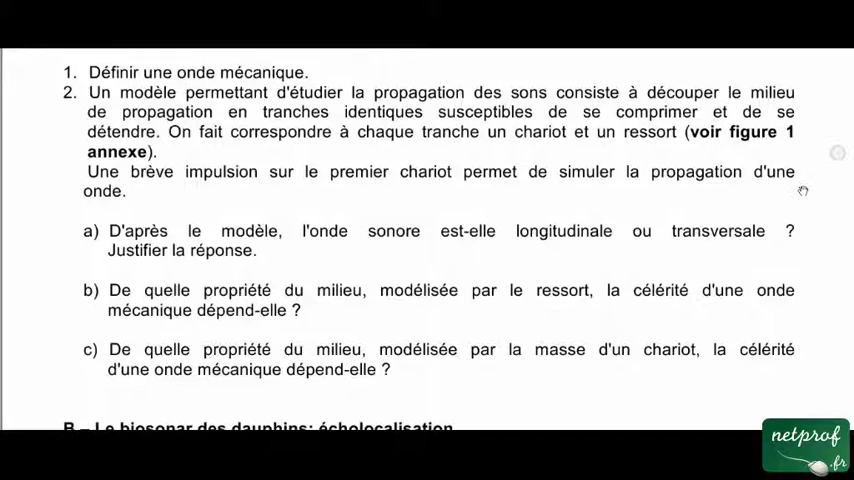 1. Définir une onde mécanique.
2. Un modèle permettant d'étudier la propagation des sons consiste à découper le milieu
de propagation en tranches identiques susceptibles de se comprimer et de se
détendre. On fait correspondre à chaque tranche un chariot et un ressort (voir figure 1
annexe).
Une brève impulsion sur le premier chariot permet de simuler la propagation d'une
onde.
a) D'après le modèle, l'onde sonore est-elle longitudinale ou transversale ?
Justifier la réponse.
b) De quelle propriété du milieu, modélisée par le ressort, la célérité d'une onde
mécanique dépend-elle ?
c) De quelle propriété du milieu, modélisée par la masse d'un chariot, la célérité
d'une onde mécanique dépend-elle ?
B – Le biosonar des dauphins: écholocalisation
netprof
.fr